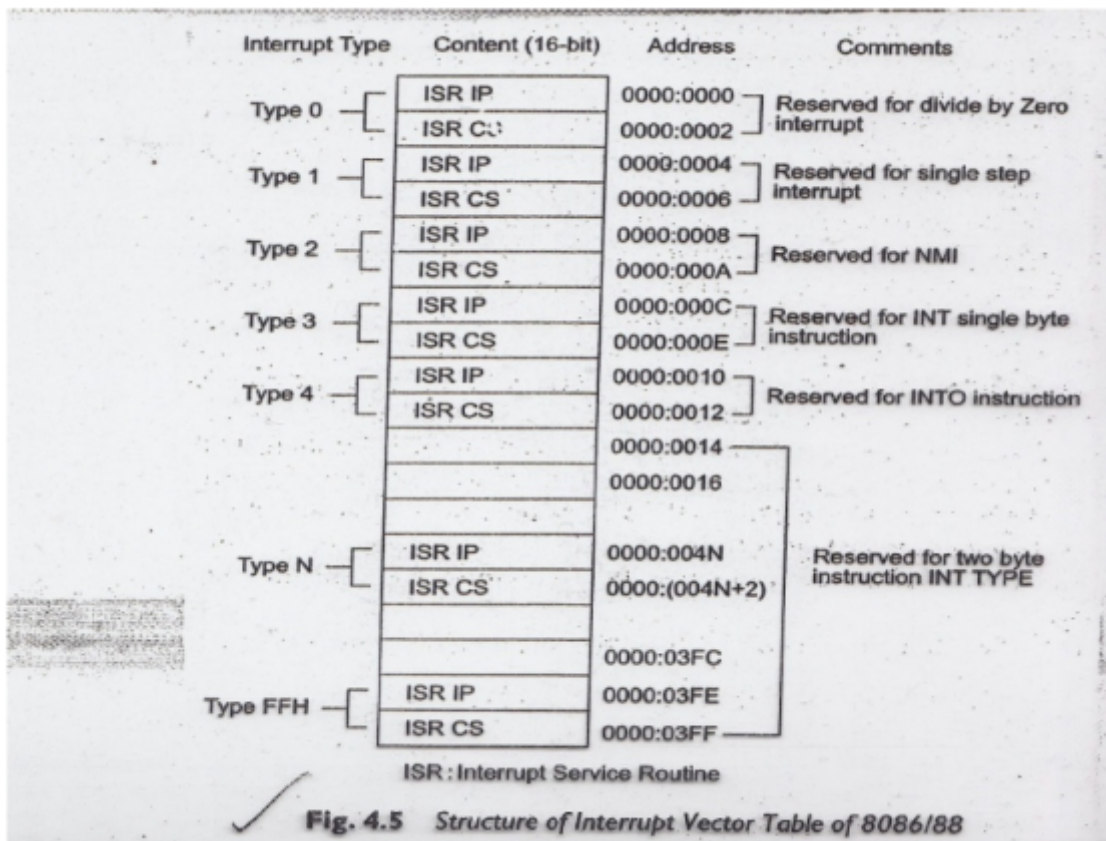 Interrupt Type Content (16-bit) Address Comments
Type 0 ISR IP 0000:0000 Reserved for divide by Zero
ISR CS 0000:0002 interrupt
Type 1 ISR IP 0000:0004 Reserved for single step
ISR CS 0000:0006 interrupt
Type 2 ISR IP 0000:0008 Reserved for NMI
ISR CS 0000:000A
Type 3 ISR IP 0000:000C Reserved for INT single byte
ISR CS 0000:000E instruction
Type 4 ISR IP 0000:0010 Reserved for INTO instruction
ISR CS 0000:0012
0000:0014
0000:0016
Type N ISR IP 0000:004N Reserved for two byte
ISR CS 0000:(004N+2) instruction INT TYPE
0000:03FC
Type FFH ISR IP 0000:03FE
ISR CS 0000:03FF
ISR : Interrupt Service Routine
Fig. 4.5 Structure of Interrupt Vector Table of 8086/88